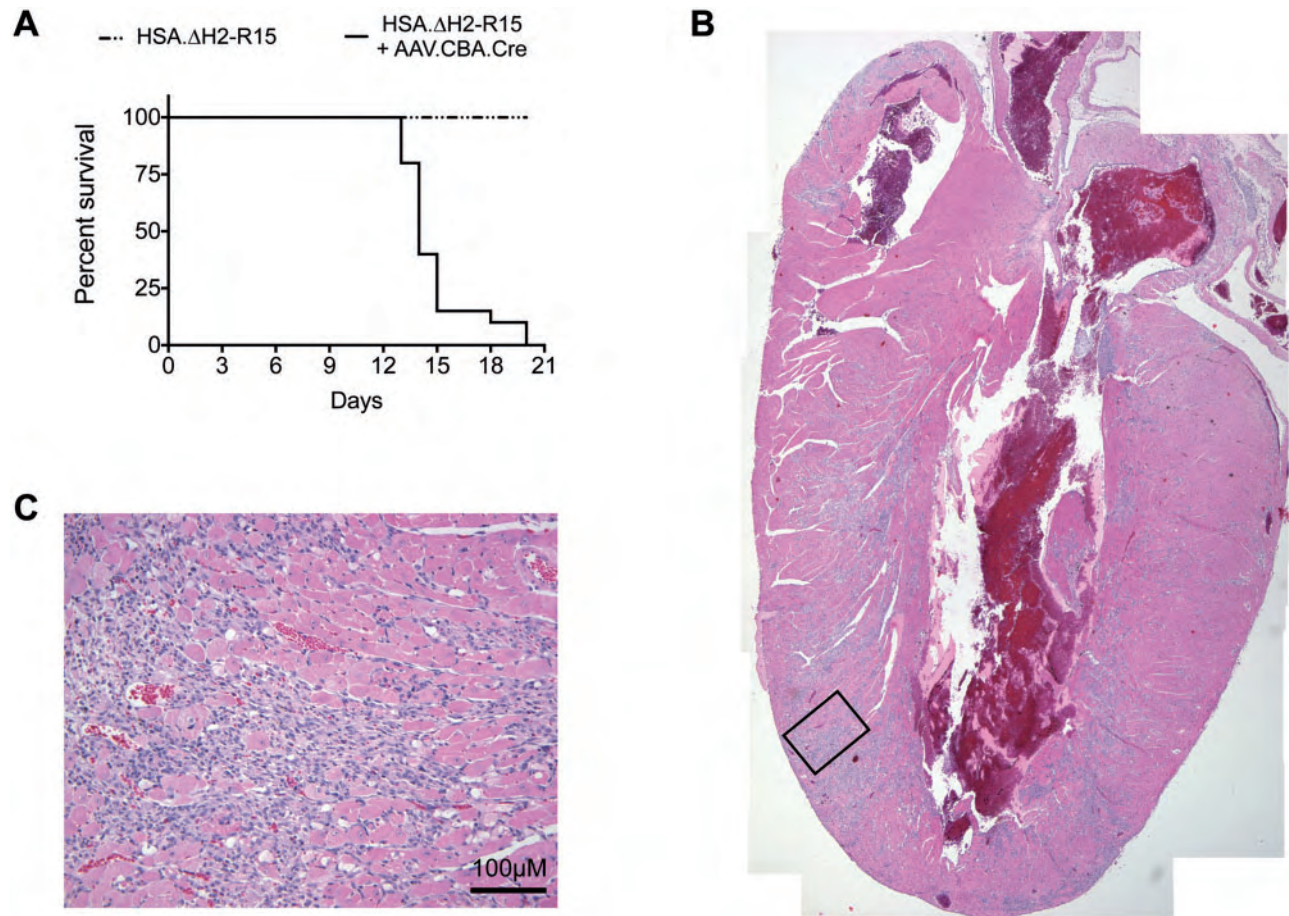 A
HSA.ΔH2-R15
HSA.ΔH2-R15
+ AAV.CBA.Cre
Percent survival
100
75
50
25
0
0 3 6 9 12 15 18 21
Days
B
C
100µM